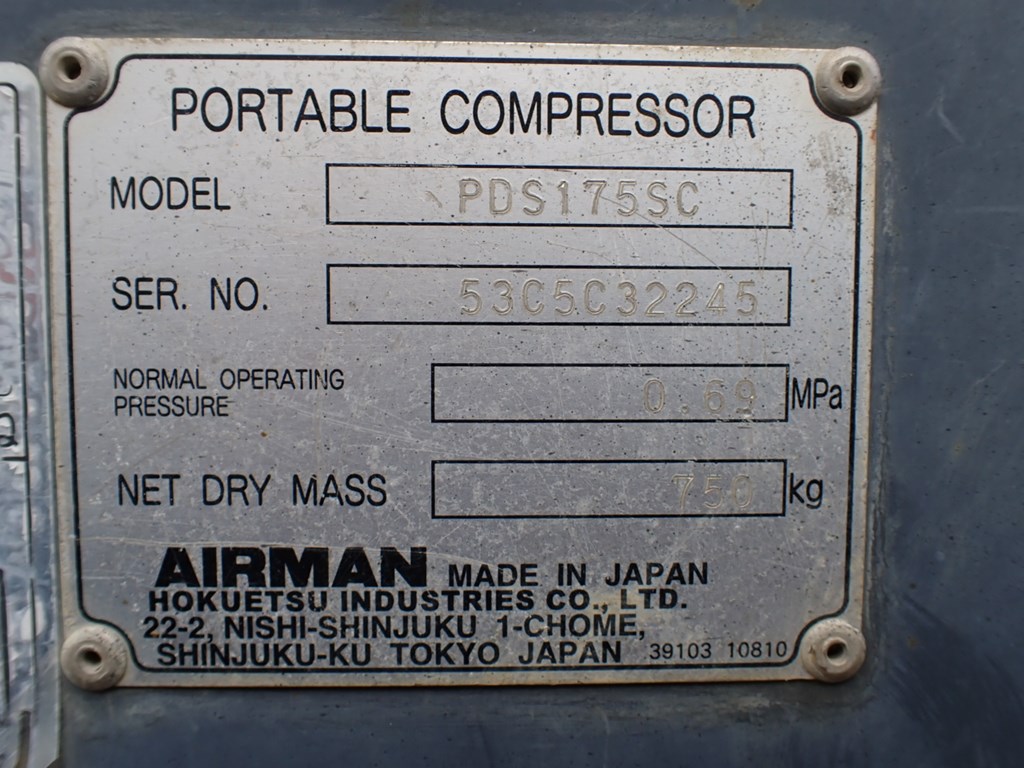 PORTABLE COMPRESSOR
MODEL PDS175SC
SER. NO. 53C5C32245
NORMAL OPERATING
PRESSURE 0.69 MPa
NET DRY MASS 750 kg
AIRMAN MADE IN JAPAN
HOKUETSU INDUSTRIES CO., LTD.
22-2, NISHI-SHINJUKU 1-CHOME,
SHINJUKU-KU TOKYO JAPAN 39103 10810